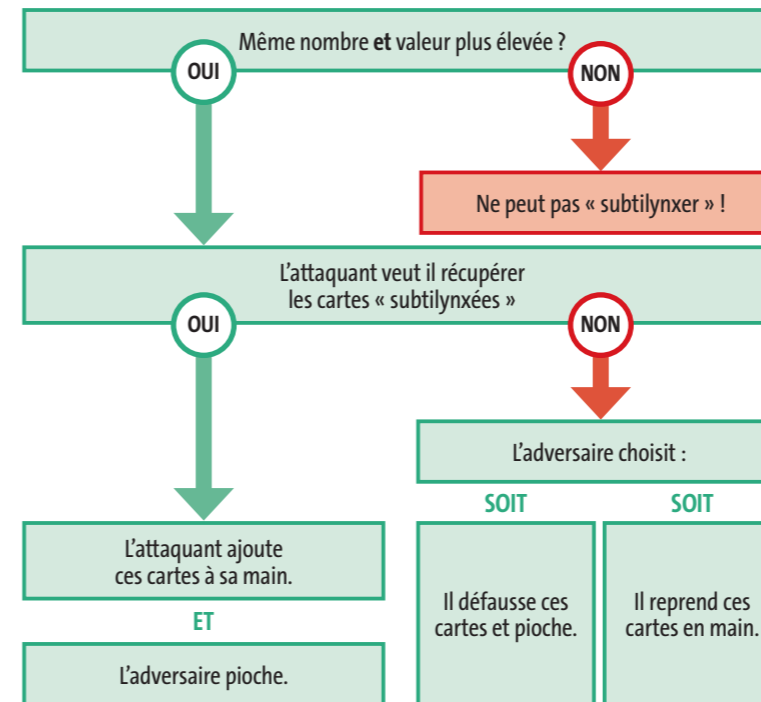 Même nombre et valeur plus élevée ?
OUI
NON
Ne peut pas « subtilynxer » !
L'attaquant veut il récupérer
les cartes « subtilynxées »
OUI
NON
L'adversaire choisit :
SOIT
SOIT
L'attaque ajoute
ces cartes à sa main.
ET
L'adversaire pioche.
Il défausse ces
cartes et pioche.
Il reprend ces
cartes en main.